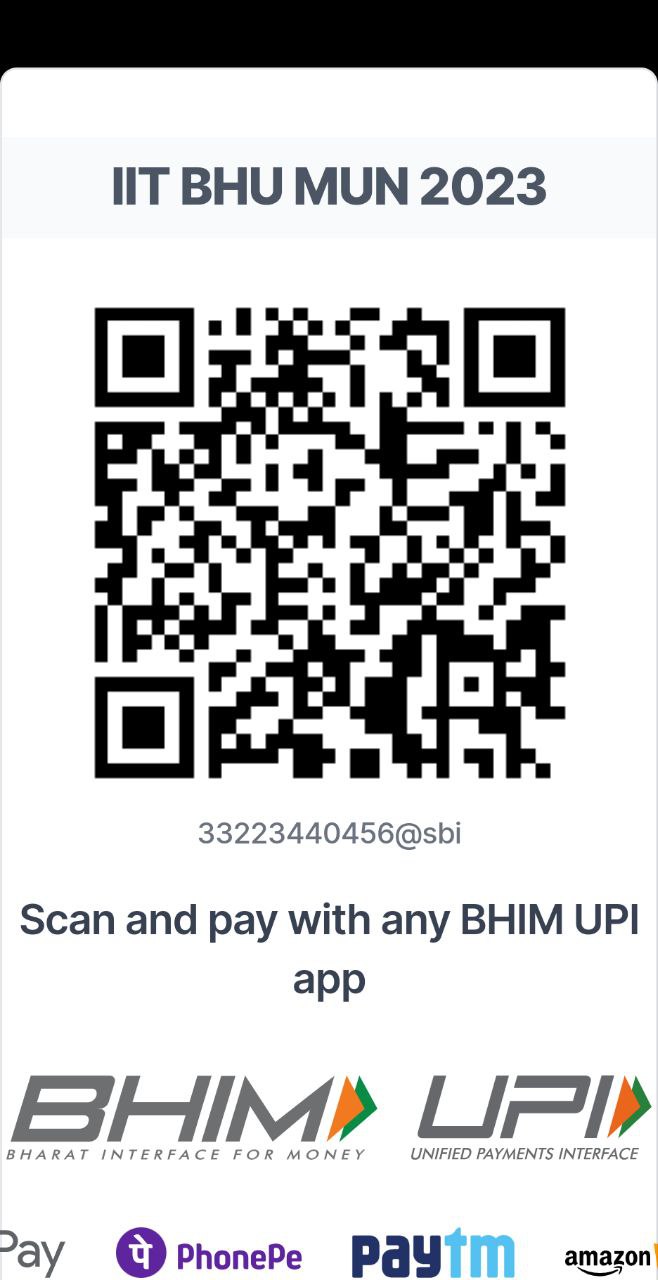 IIT BHU MUN 2023
33223440456@sbi
Scan and pay with any BHIM UPI
app
BHIM UPI
BHARAT INTERFACE FOR MONEY UNIFIED PAYMENTS INTERFACE
Pay पे PhonePe paytm amazon